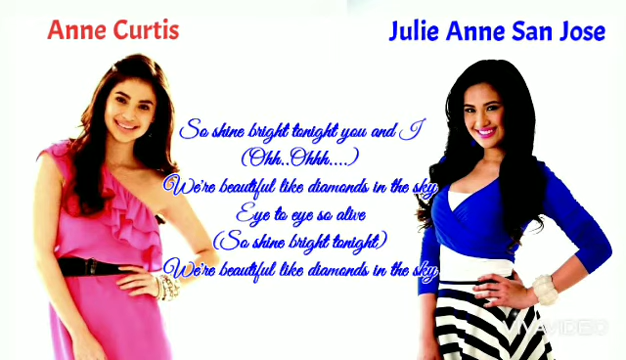 Anne Curtis
Julie Anne San Jose
So shine bright tonight you and I
(Ohh..Ohhh....)
We're beautiful like diamonds in the sky
Eye to eye so alive
(So shine bright tonight)
We're beautiful like diamonds in the sky
VIVAVIDEO